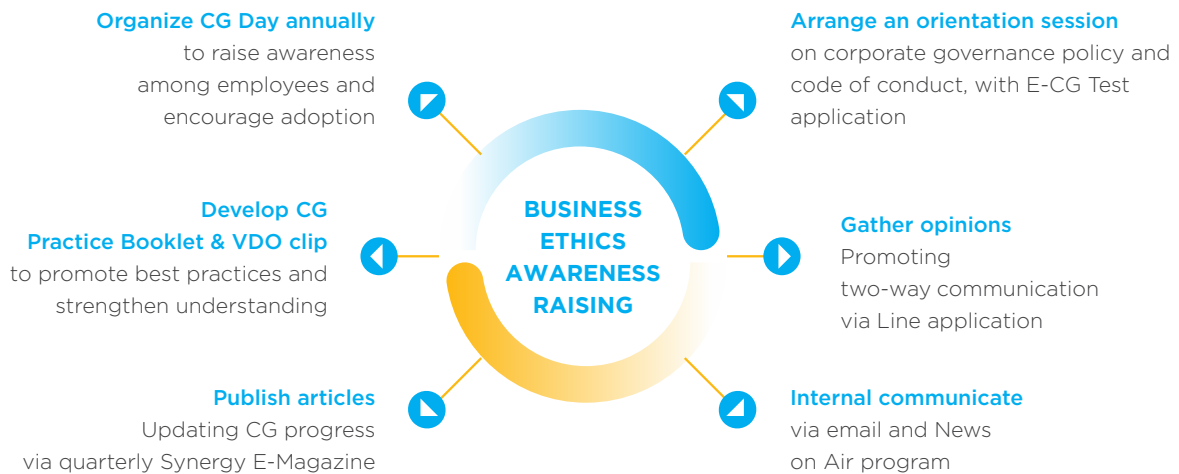 Organize CG Day annually
to raise awareness
among employees and
encourage adoption
Arrange an orientation session
on corporate governance policy and
code of conduct, with E-CG Test
application
Develop CG
Practice Booklet & VDO clip
to promote best practices and
strengthen understanding
BUSINESS
ETHICS
AWARENESS
RAISING
Gather opinions
Promoting
two-way communication
via Line application
Publish articles
Updating CG progress
via quarterly Synergy E-Magazine
Internal communicate
via email and News
on Air program